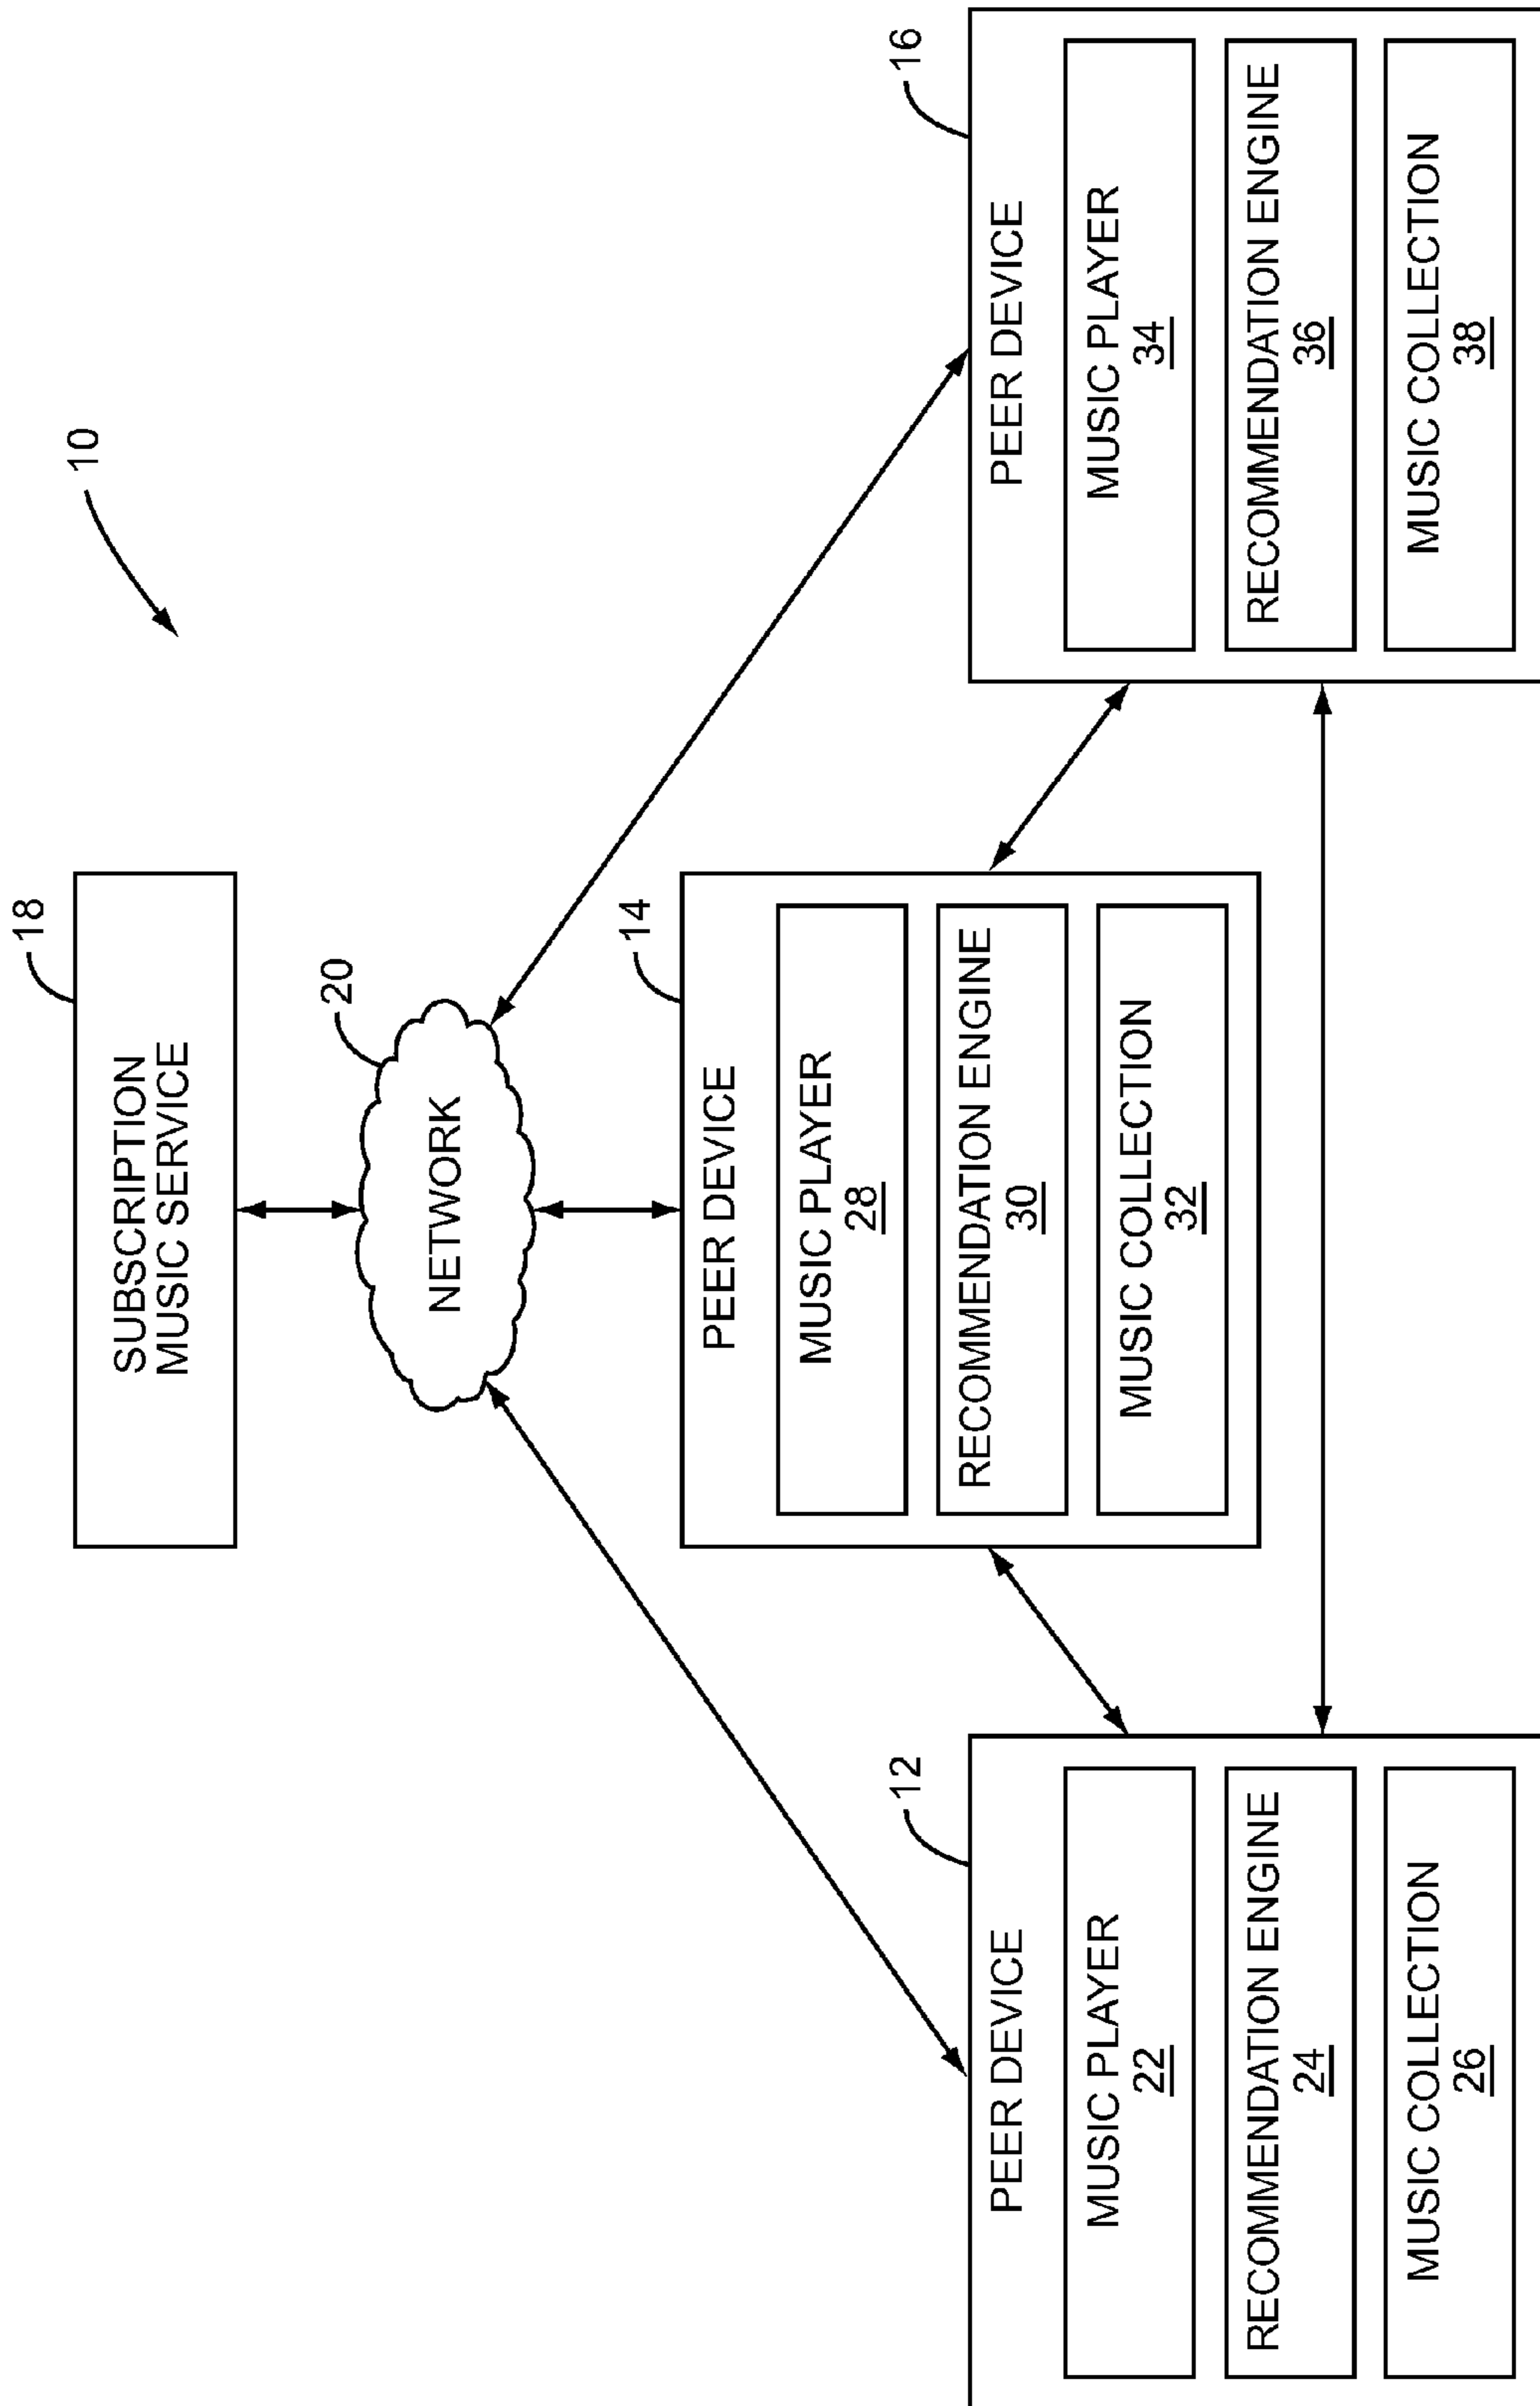 10
18
SUBSCRIPTION
MUSIC SERVICE
20
NETWORK
12
PEER DEVICE
MUSIC PLAYER
22
RECOMMENDATION ENGINE
24
MUSIC COLLECTION
26
14
PEER DEVICE
MUSIC PLAYER
28
RECOMMENDATION ENGINE
30
MUSIC COLLECTION
32
16
PEER DEVICE
MUSIC PLAYER
34
RECOMMENDATION ENGINE
36
MUSIC COLLECTION
38